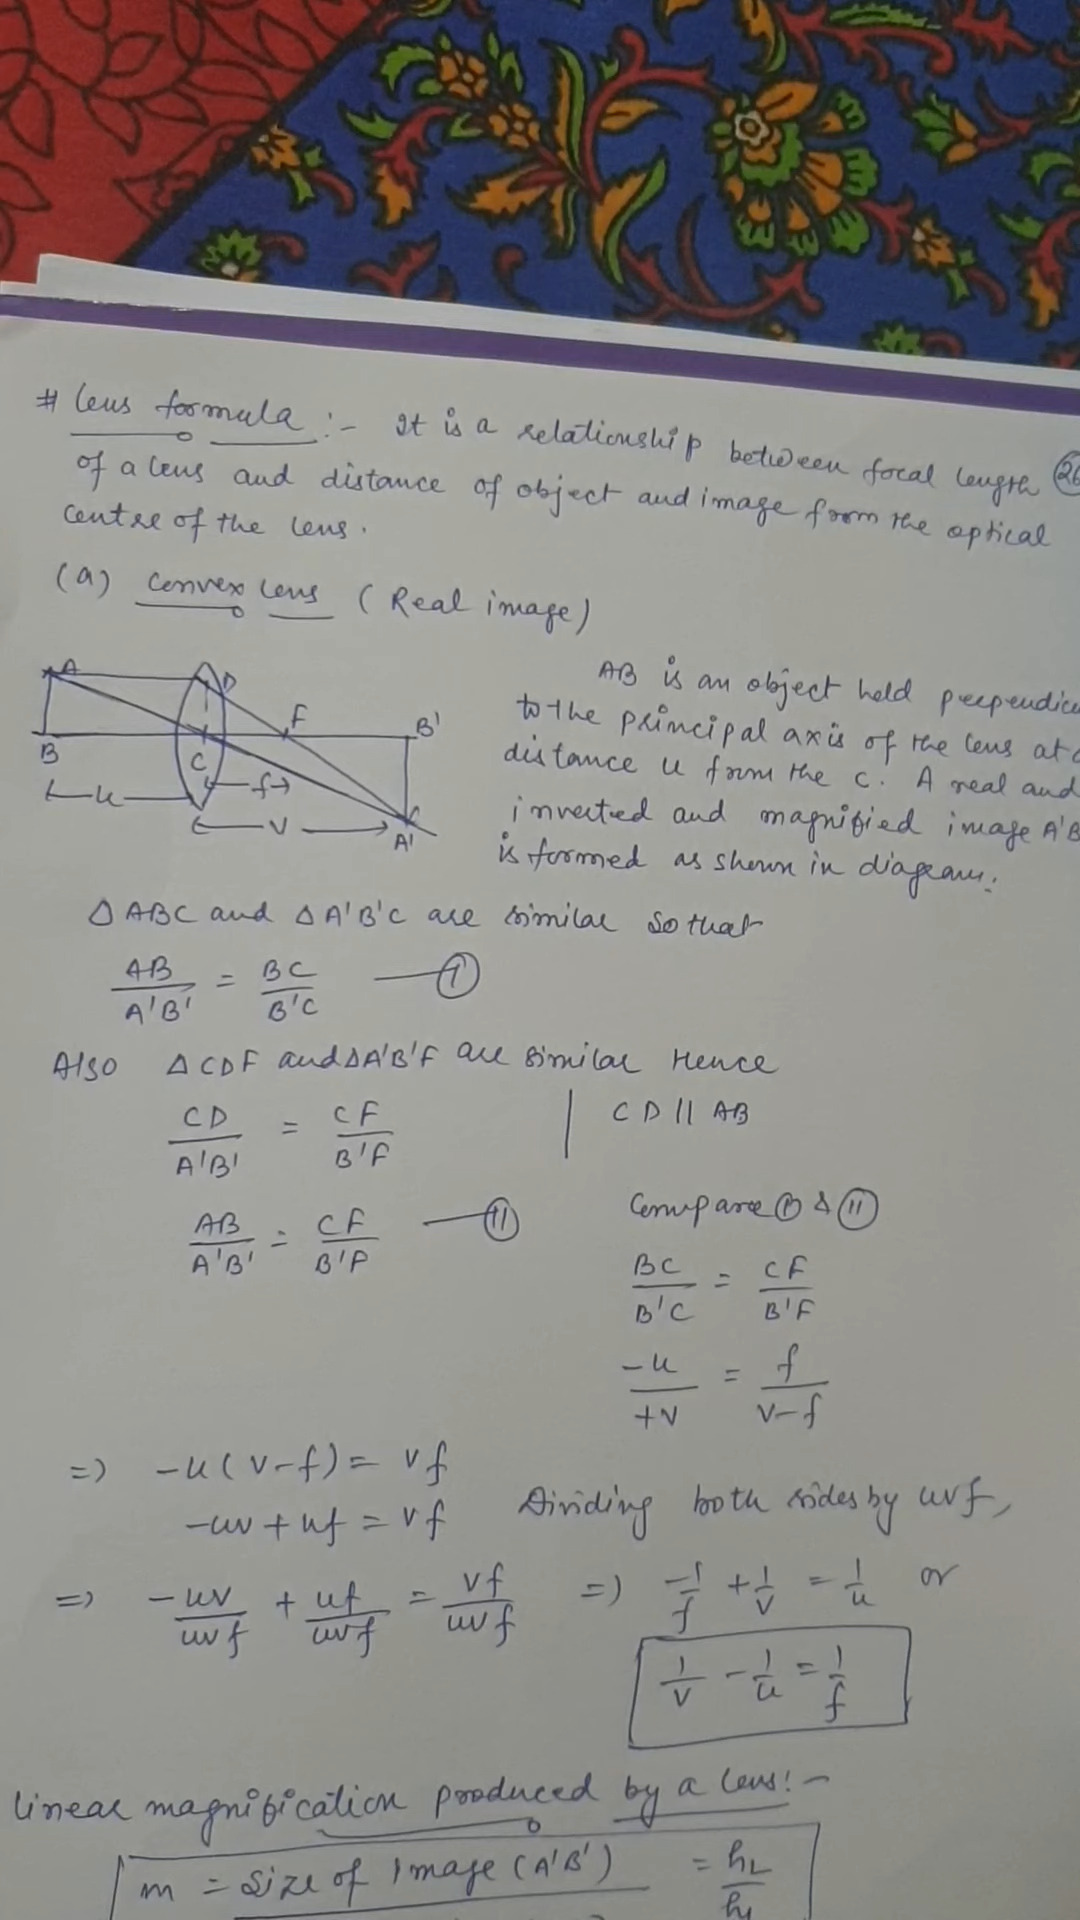 # Lens formula :- It is a relationship between focal length
of a lens and distance of object and image from the optical
centre of the lens.
(a) Convex lens (Real image)
A
D
F
B'
B
C
u
f
v
A'
AB is an object held perpendicu
to the principal axis of the lens at a
distance u from the C. A real and
inverted and magnified image A'B
is formed as shown in diagram.
Δ ABC and Δ A'B'C are similar so that
AB/A'B' = BC/B'C — (I)
Also Δ CDF and Δ A'B'F are similar Hence
CD/A'B' = CF/B'F | CD || AB
AB/A'B' = CF/B'F — (II)
Compare (I) & (II)
BC/B'C = CF/B'F
-u/+v = f/v-f
=) -u(v-f) = vf
-uv + uf = vf Dividing both sides by uvf,
=> -uv/uvf + uf/uvf = vf/uvf =) -1/f + 1/v = 1/u or
1/v - 1/u = 1/f
Linear magnification produced by a lens:-
m = Size of Image (A'B') = h2/h1